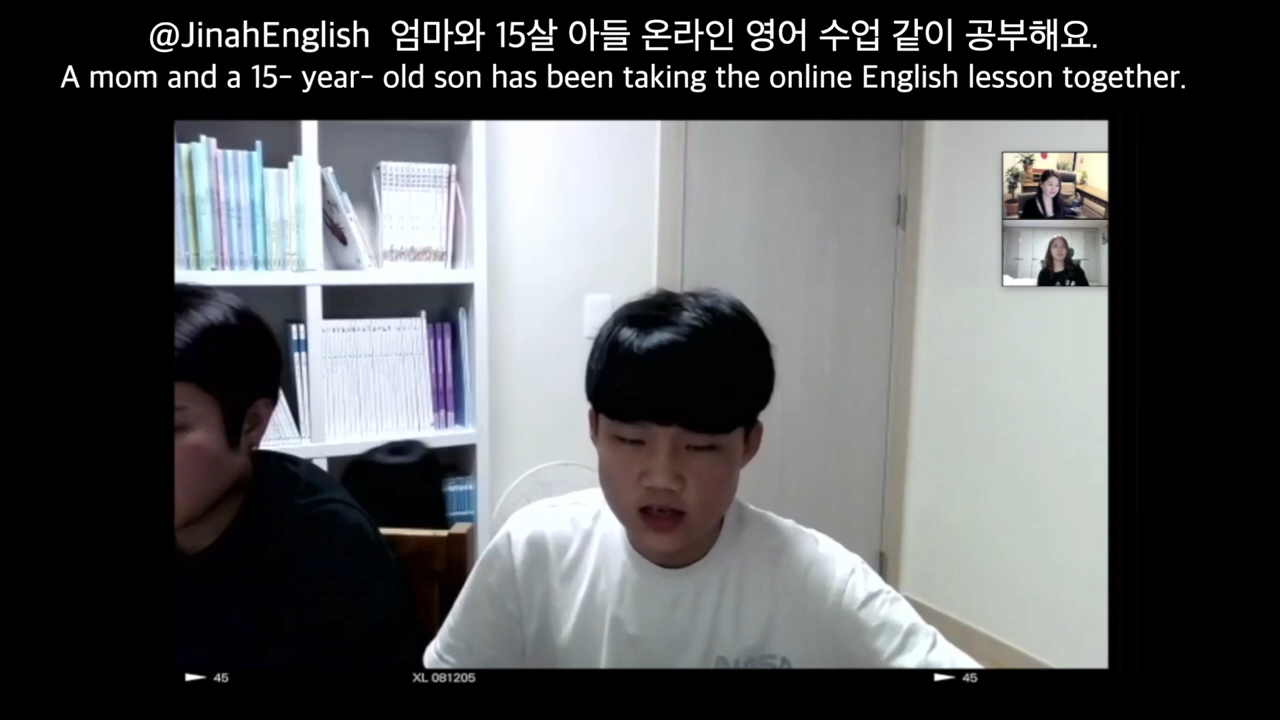 @JinahEnglish 엄마와 15살 아들 온라인 영어 수업 같이 공부해요.
A mom and a 15- year- old son has been taking the online English lesson together.
45
XL 081205
45